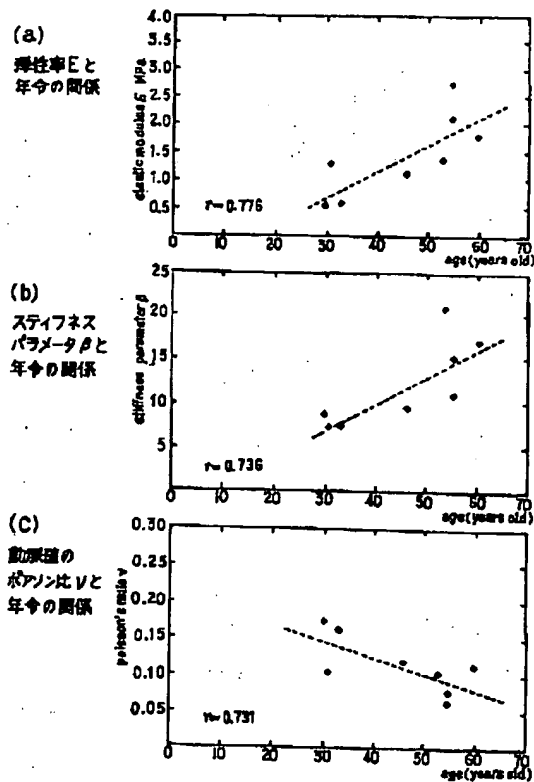 (a)
弾性率Eと
年令の関係
4.0
3.5
3.0
2.5
2.0
1.5
1.0
0.5
elastic modulus E MPa
r=0.776
0 10 20 30 40 50 60 70
age (years old)
(b)
スティフネス
パラメータβと
年令の関係
25
20
15
10
5
stiffness parameter β
r=0.736
0 10 20 30 40 50 60 70
age (years old)
(C)
動脈壁の
ポアソン比νと
年令の関係
0.30
0.25
0.20
0.15
0.10
0.05
poisson's ratio ν
r=0.731
0 10 20 30 40 50 60 70
age (years old)